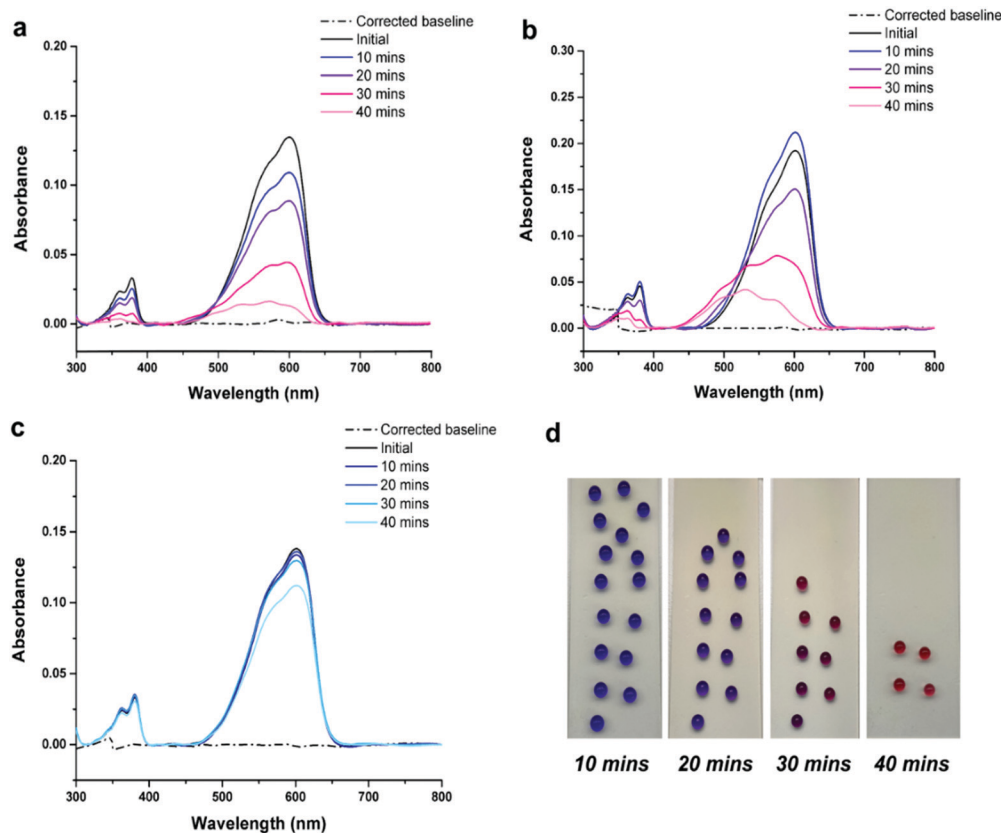 a
Corrected baseline
Initial
10 mins
20 mins
30 mins
40 mins
0.20
0.15
0.10
0.05
0.00
Absorbance
300 400 500 600 700 800
Wavelength (nm)
b
Corrected baseline
Initial
10 mins
20 mins
30 mins
40 mins
0.30
0.25
0.20
0.15
0.10
0.05
0.00
Absorbance
300 400 500 600 700 800
Wavelength (nm)
c
Corrected baseline
Initial
10 mins
20 mins
30 mins
40 mins
0.20
0.15
0.10
0.05
0.00
Absorbance
300 400 500 600 700 800
Wavelength (nm)
d
10 mins 20 mins 30 mins 40 mins